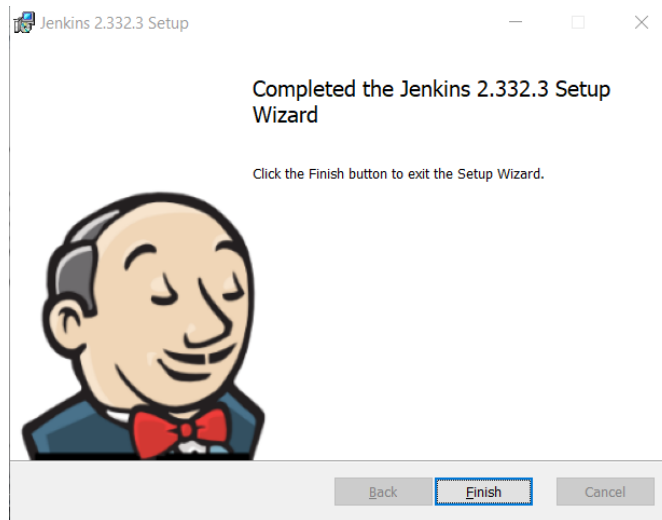 Jenkins 2.332.3 Setup
Completed the Jenkins 2.332.3 Setup
Wizard
Click the Finish button to exit the Setup Wizard.
Back Finish Cancel